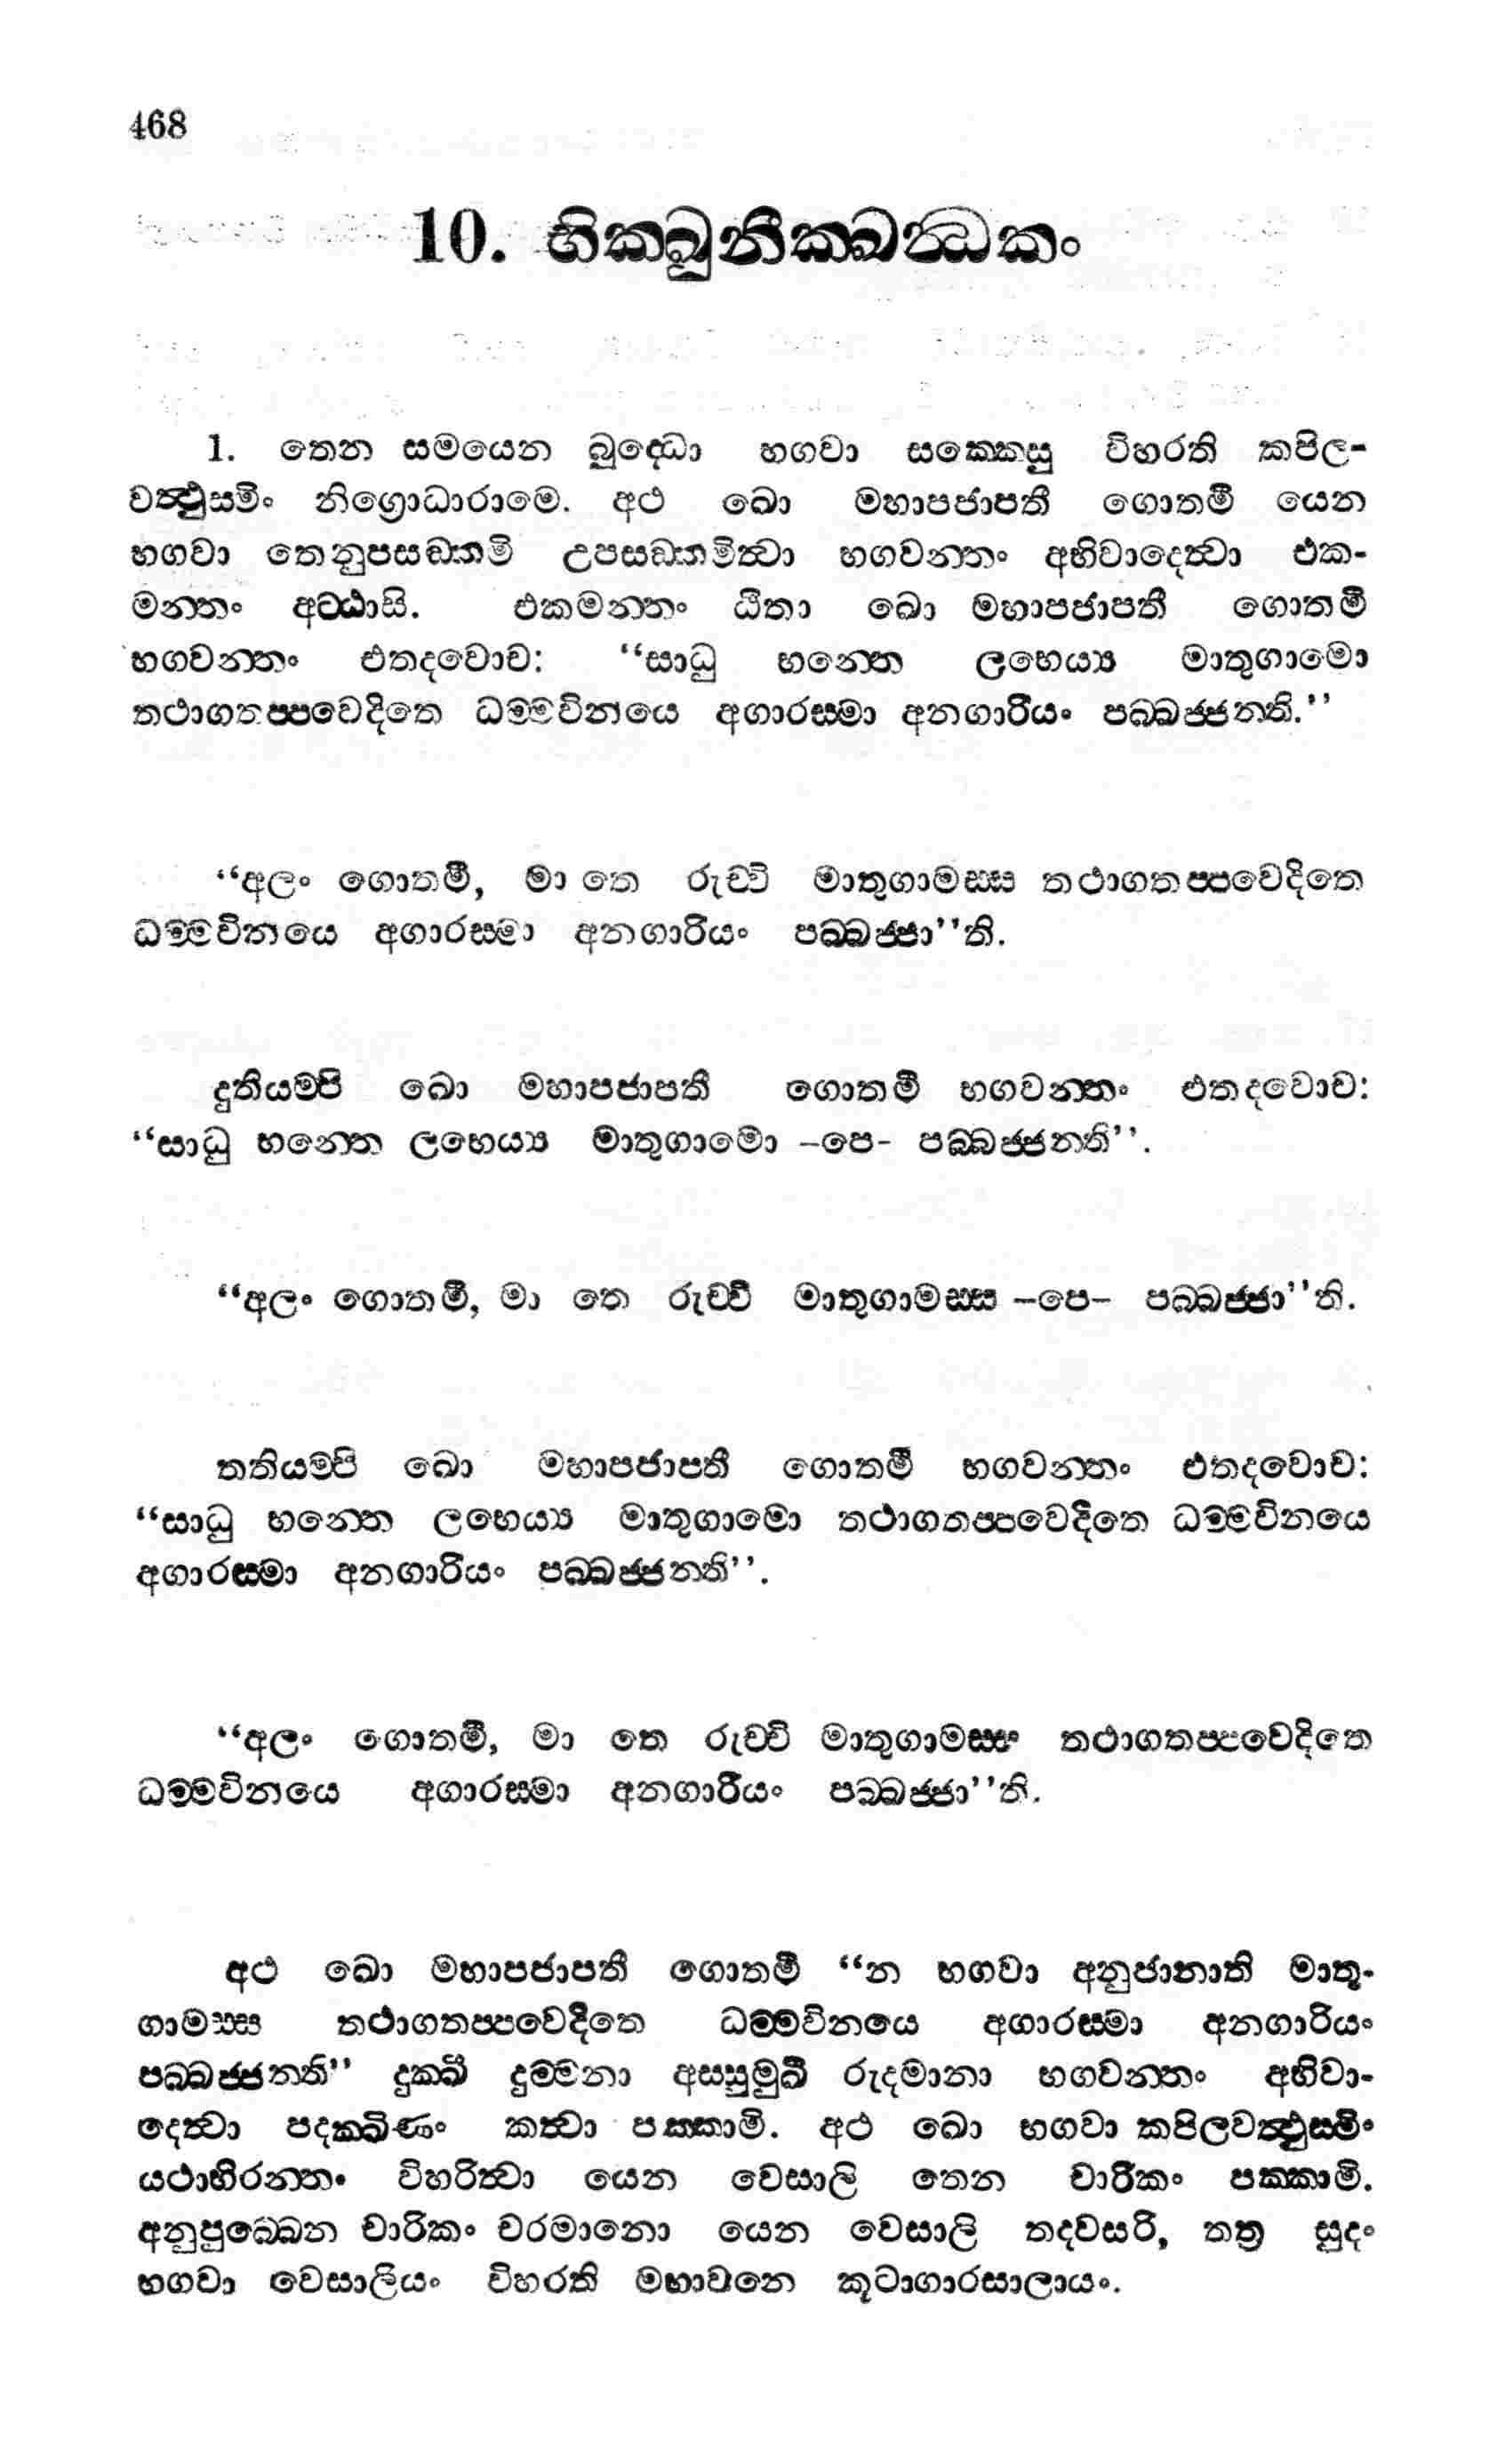 468
10. භික්ඛුනීක්ඛන්ධකං
1. තෙන සමයෙන බුද්ධො භගවා සක්කෙසු විහරති කපිල-
වත්ථුස්මිං නිග්‍රොධාරාමෙ. අථ ඛො මහාපජාපතී ගොතමී යෙන
භගවා තෙනුපසඞ්කමි උපසඞ්කමිත්වා භගවන්තං අභිවාදෙත්වා එක-
මන්තං අට්ඨාසි. එකමන්තං ඨිතා ඛො මහාපජාපතී ගොතමී
භගවන්තං එතදවොච: “සාධු භන්තෙ ලභෙය්‍ය මාතුගාමො
තථාගතප්පවෙදිතෙ ධම්මවිනයෙ අගාරස්මා අනගාරියං පබ්බජ්ජන්ති.”
“අලං ගොතමී, මා තෙ රුච්චි මාතුගාමස්ස තථාගතප්පවෙදිතෙ
ධම්මවිනයෙ අගාරස්මා අනගාරියං පබ්බජ්ජා”ති.
දුතියම්පි ඛො මහාපජාපතී ගොතමී භගවන්තං එතදවොච:
“සාධු භන්තෙ ලභෙය්‍ය මාතුගාමො –පෙ– පබ්බජ්ජන්ති”.
“අලං ගොතමී, මා තෙ රුච්චී මාතුගාමස්ස –පෙ– පබ්බජ්ජා”ති.
තතියම්පි ඛො මහාපජාපතී ගොතමී භගවන්තං එතදවොච:
“සාධු භන්තෙ ලභෙය්‍ය මාතුගාමො තථාගතප්පවෙදිතෙ ධම්මවිනයෙ
අගාරස්මා අනගාරියං පබ්බජ්ජන්ති”.
“අලං ගොතමී, මා තෙ රුච්චි මාතුගාමස්ස තථාගතප්පවෙදිතෙ
ධම්මවිනයෙ අගාරස්මා අනගාරියං පබ්බජ්ජා”ති.
අථ ඛො මහාපජාපතී ගොතමී “න භගවා අනුජානාති මාතු-
ගාමස්ස තථාගතප්පවෙදිතෙ ධම්මවිනයෙ අගාරස්මා අනගාරියං
පබ්බජ්ජන්ති” දුක්ඛී දුම්මනා අස්සුමුඛී රුදමානා භගවන්තං අභිවා-
දෙත්වා පදක්ඛිණං කත්වා පක්කාමි. අථ ඛො භගවා කපිලවත්ථුස්මිං
යථාභිරන්තං විහරිත්වා යෙන වෙසාලි තෙන චාරිකං පක්කාමි.
අනුපුබ්බෙන චාරිකං චරමානො යෙන වෙසාලි තදවසරි, තත්‍ර සුදං
භගවා වෙසාලියං විහරති මහාවනෙ කූටාගාරසාලායං.